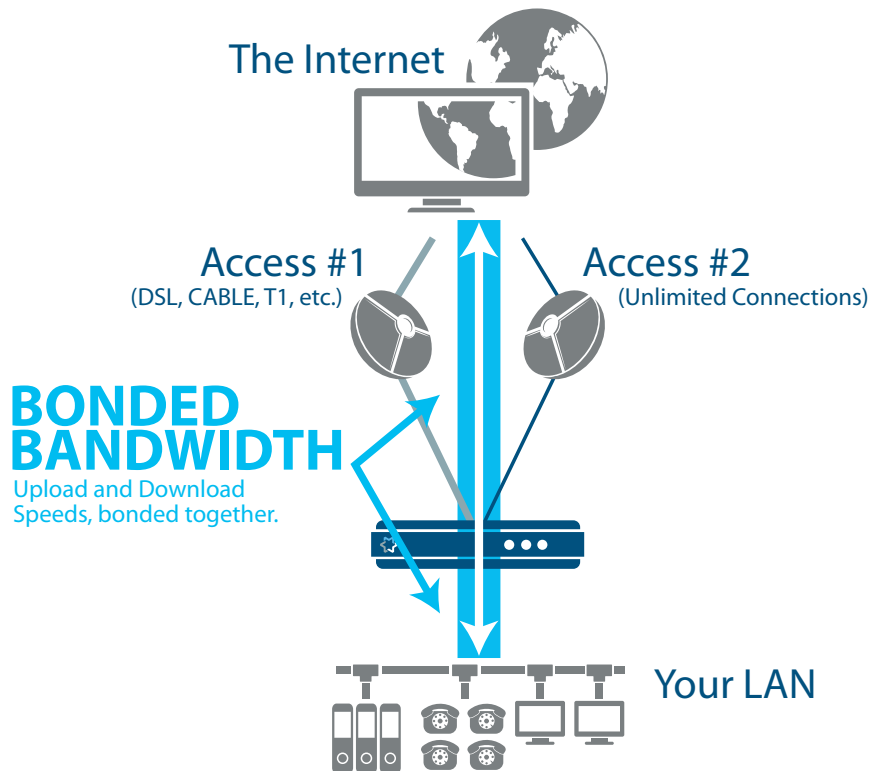 The Internet
Access #1
(DSL, CABLE, T1, etc.)
Access #2
(Unlimited Connections)
BONDED
BANDWIDTH
Upload and Download
Speeds, bonded together.
Your LAN